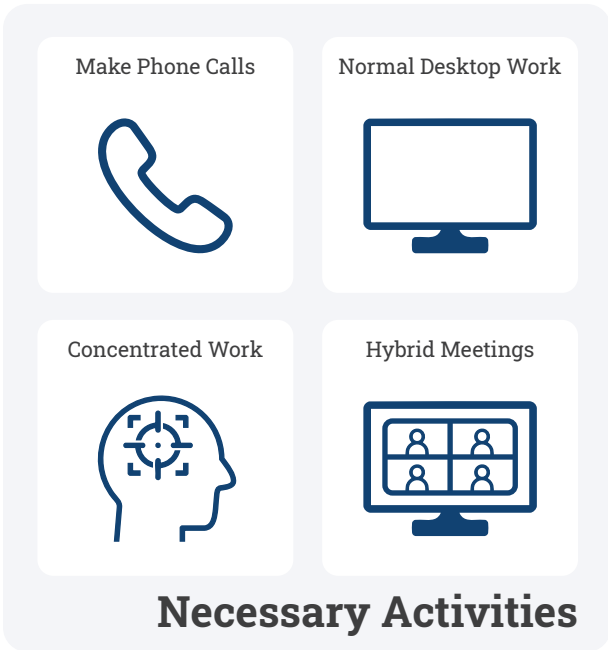 Make Phone Calls
Normal Desktop Work
Concentrated Work
Hybrid Meetings
Necessary Activities